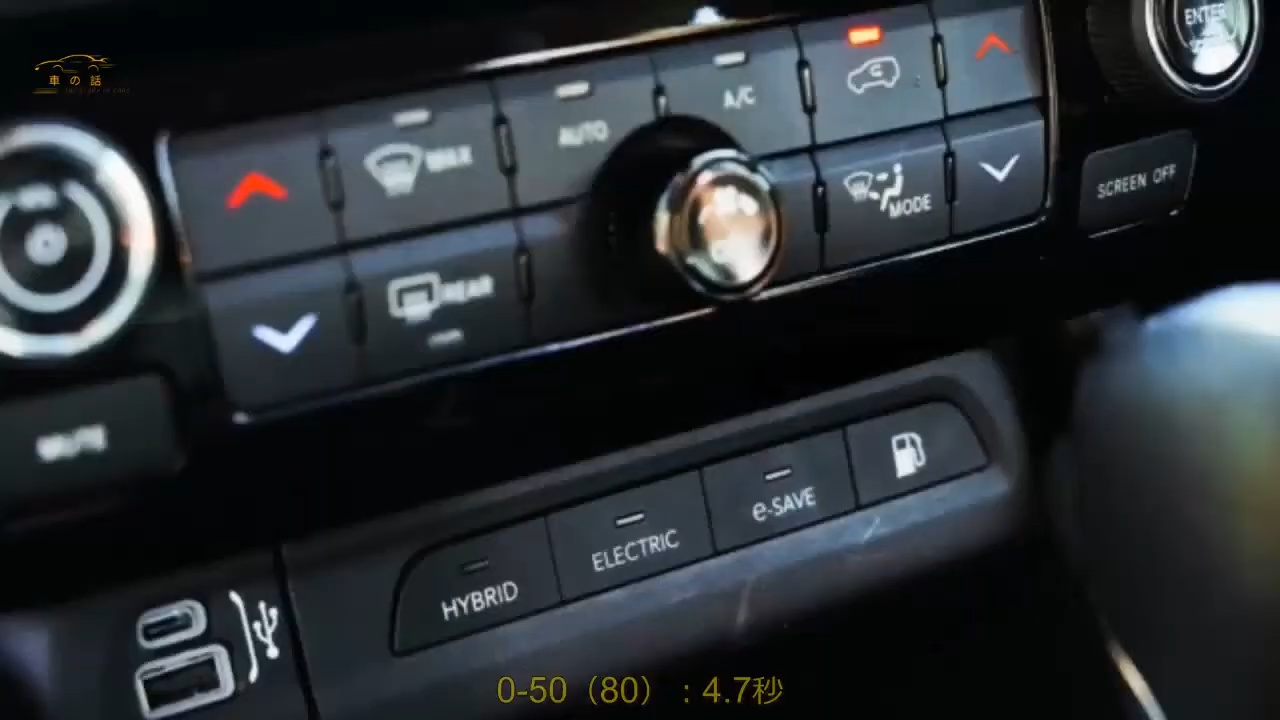 車の話
MAX
AUTO
A/C
ENTER
MODE
SCREEN OFF
REAR
MUTE
HYBRID
ELECTRIC
e-SAVE
0-50（80）：4.7秒